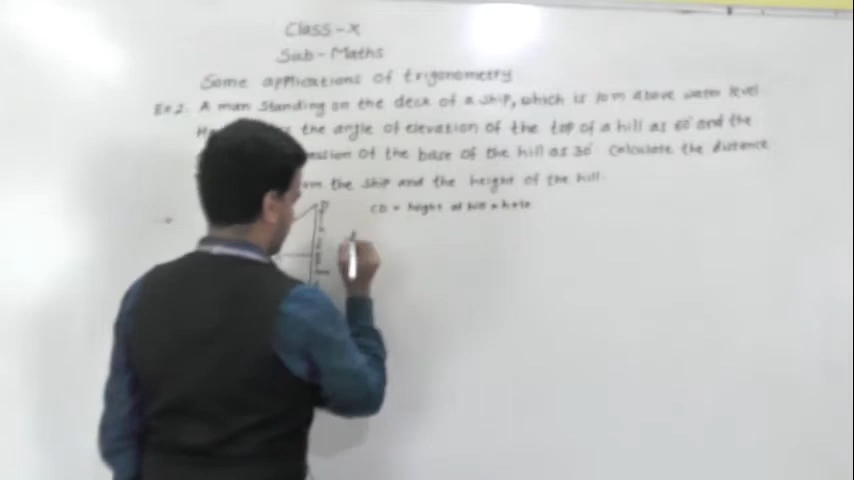 Class - X
Sub - Maths
Some applications of trigonometry
Ex 2. A man standing on the deck of a ship, which is 10m above water level
the angle of elevation of the top of a hill as 60° and the
of the base of the hill as 30°. Calculate the distance
the ship and the height of the hill.
D
CD = height of hill = h+10